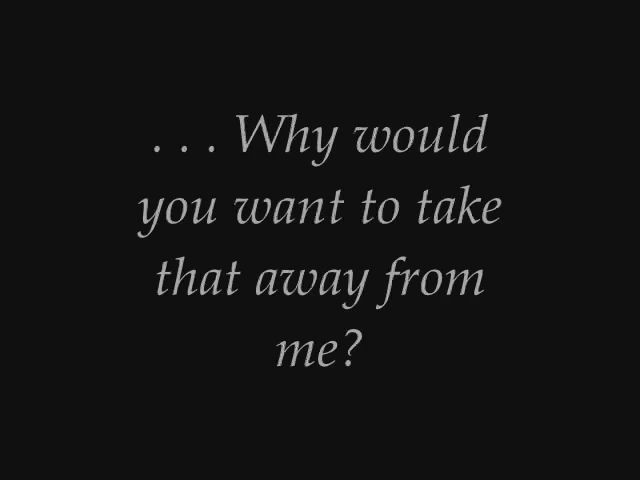 . . . Why would
you want to take
that away from
me?